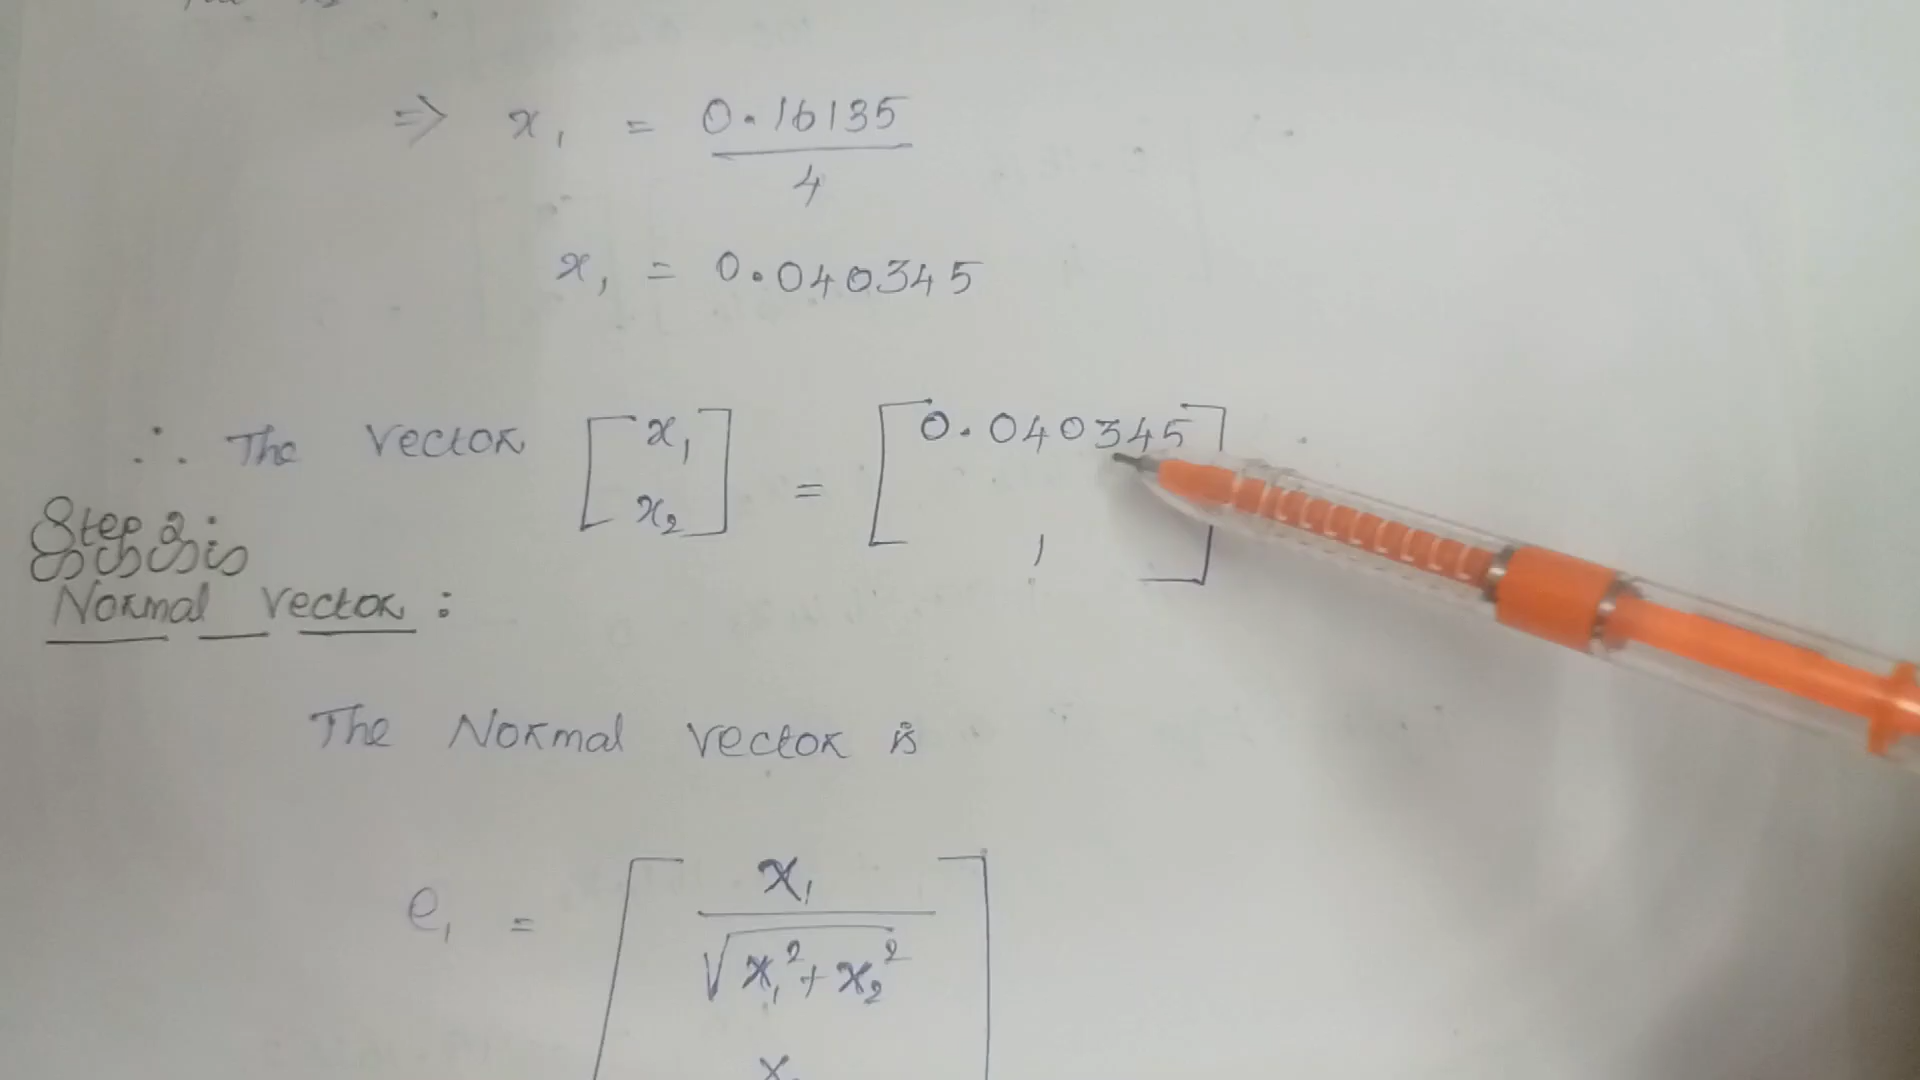 ⇒ x₁ = 0.16135 / 4
x₁ = 0.040345
∴ The vector [x₁ x₂] = [0.040345 1]
Step 3:
Normal vector :
The Normal vector is
e₁ = [x₁ / √x₁² + x₂²